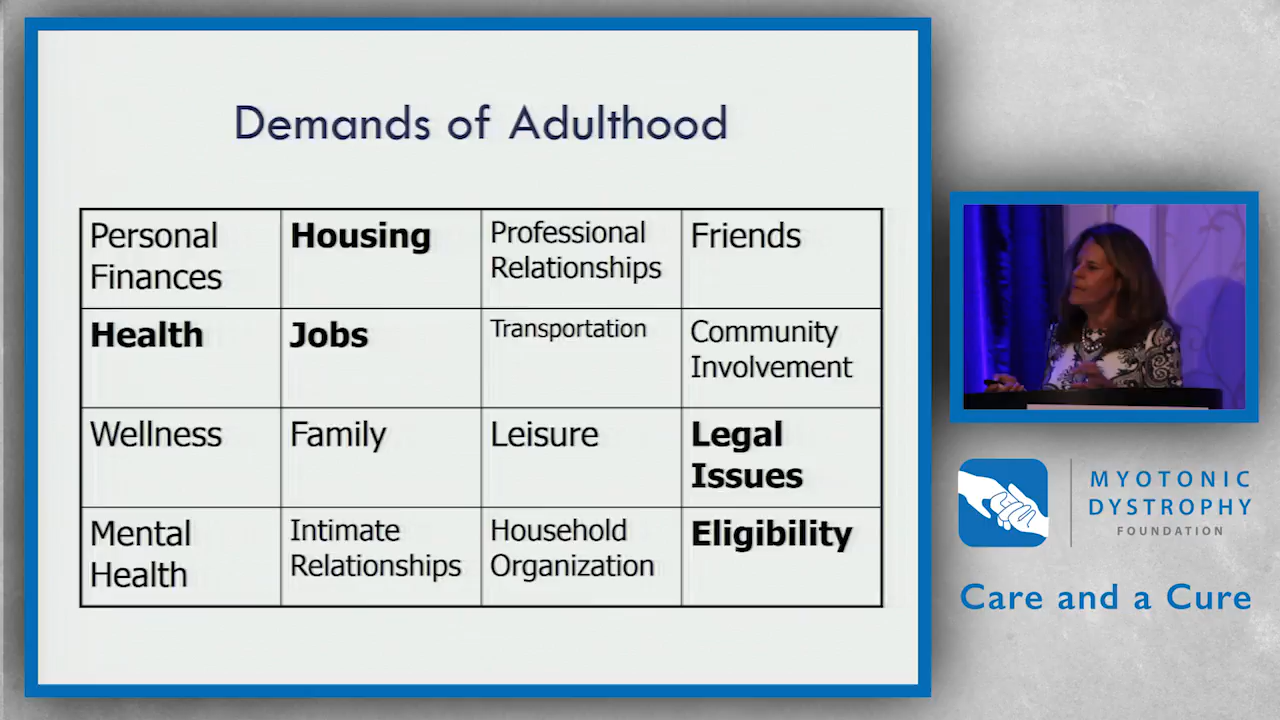 Demands of Adulthood
Personal
Finances
Housing
Professional
Relationships
Friends
Health
Jobs
Transportation
Community
Involvement
Wellness
Family
Leisure
Legal
Issues
Mental
Health
Intimate
Relationships
Household
Organization
Eligibility
MYOTONIC
DYSTROPHY
FOUNDATION
Care and a Cure